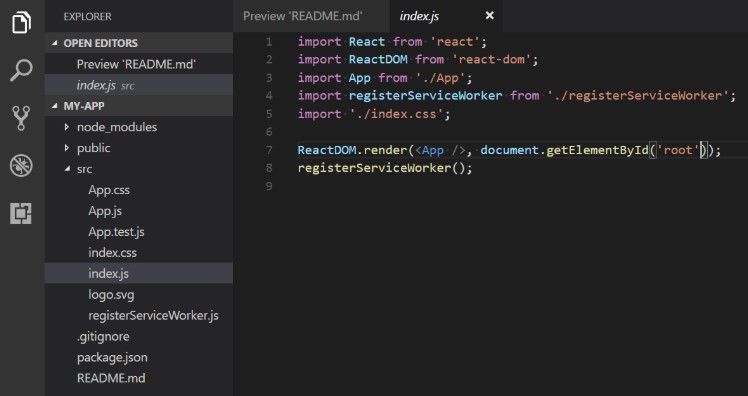 EXPLORER
OPEN EDITORS
Preview 'README.md'
index.js src
MY-APP
node_modules
public
src
App.css
App.js
App.test.js
index.css
index.js
logo.svg
registerServiceWorker.js
.gitignore
package.json
README.md
Preview 'README.md' index.js
1 import React from 'react';
2 import ReactDOM from 'react-dom';
3 import App from './App';
4 import registerServiceWorker from './registerServiceWorker';
5 import './index.css';
6
7 ReactDOM.render(<App />, document.getElementById('root'));
8 registerServiceWorker();
9